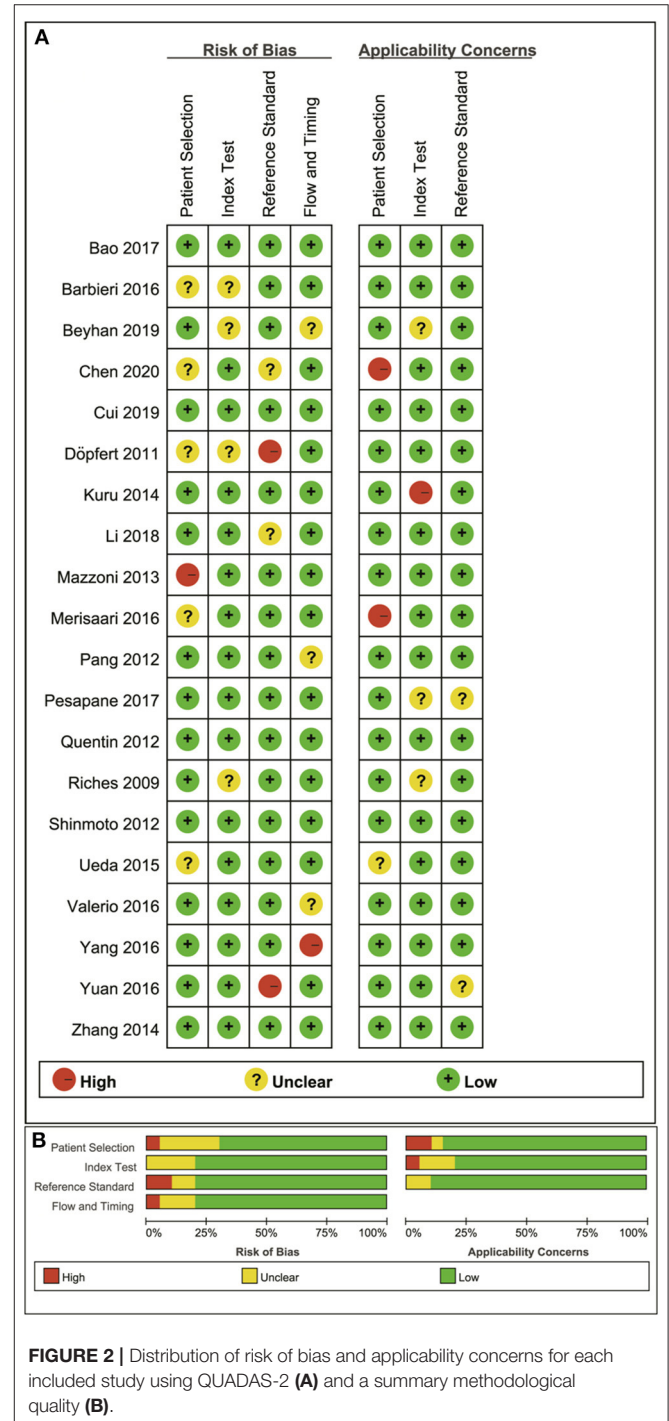 A
Risk of Bias Applicability Concerns
Patient Selection Index Test Reference Standard Flow and Timing Patient Selection Index Test Reference Standard
Bao 2017 + + + + + + +
Barbieri 2016 ? ? + + + + +
Beyhan 2019 + ? + ? + ? +
Chen 2020 ? + ? + - + +
Cui 2019 + + + + + + +
Döpfert 2011 ? ? - + + + +
Kuru 2014 + + + + + - +
Li 2018 + + ? + + + +
Mazzoni 2013 - + + + + + +
Merisaari 2016 ? + + + - + +
Pang 2012 + + + ? + + +
Pesapane 2017 + + + + + ? ?
Quentin 2012 + + + + + + +
Riches 2009 + ? + + + ? +
Shinmoto 2012 + + + + + + +
Ueda 2015 ? + + + ? + +
Valerio 2016 + + + ? + + +
Yang 2016 + + + - + + +
Yuan 2016 + + - + + + ?
Zhang 2014 + + + + + + +
- High ? Unclear + Low
B
Patient Selection
Index Test
Reference Standard
Flow and Timing
0% 25% 50% 75% 100% 0% 25% 50% 75% 100%
Risk of Bias Applicability Concerns
High Unclear Low
FIGURE 2 | Distribution of risk of bias and applicability concerns for each
included study using QUADAS-2 (A) and a summary methodological
quality (B).